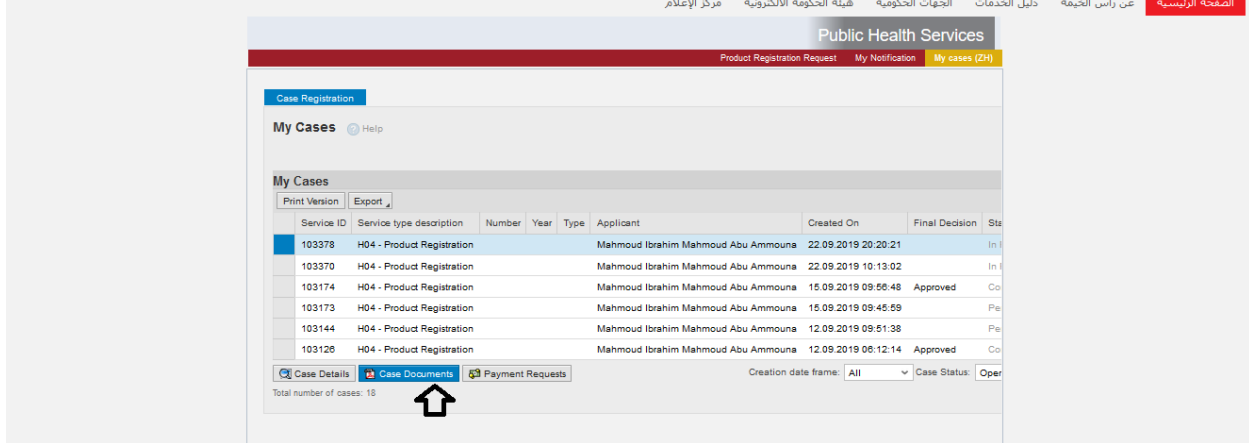 الصفحة الرئيسية عن رأس الخيمة دليل الخدمات الجهات الحكومية هيئة الحكومة الالكترونية مركز الإعلام
Public Health Services
Product Registration Request My Notification My cases (ZH)
Case Registration
My Cases Help
My Cases
Print Version Export
Service ID Service type description Number Year Type Applicant Created On Final Decision
103378 H04 - Product Registration Mahmoud Ibrahim Mahmoud Abu Ammouna 22.09.2019 20:20:21 In
103370 H04 - Product Registration Mahmoud Ibrahim Mahmoud Abu Ammouna 22.09.2019 10:13:02 In
103174 H04 - Product Registration Mahmoud Ibrahim Mahmoud Abu Ammouna 15.09.2019 09:56:48 Approved
103173 H04 - Product Registration Mahmoud Ibrahim Mahmoud Abu Ammouna 15.09.2019 09:45:59
103144 H04 - Product Registration Mahmoud Ibrahim Mahmoud Abu Ammouna 12.09.2019 09:51:38
103126 H04 - Product Registration Mahmoud Ibrahim Mahmoud Abu Ammouna 12.09.2019 06:12:14 Approved
Case Details Case Documents Payment Requests Creation date frame: All Case Status: Oper
Total number of cases: 18